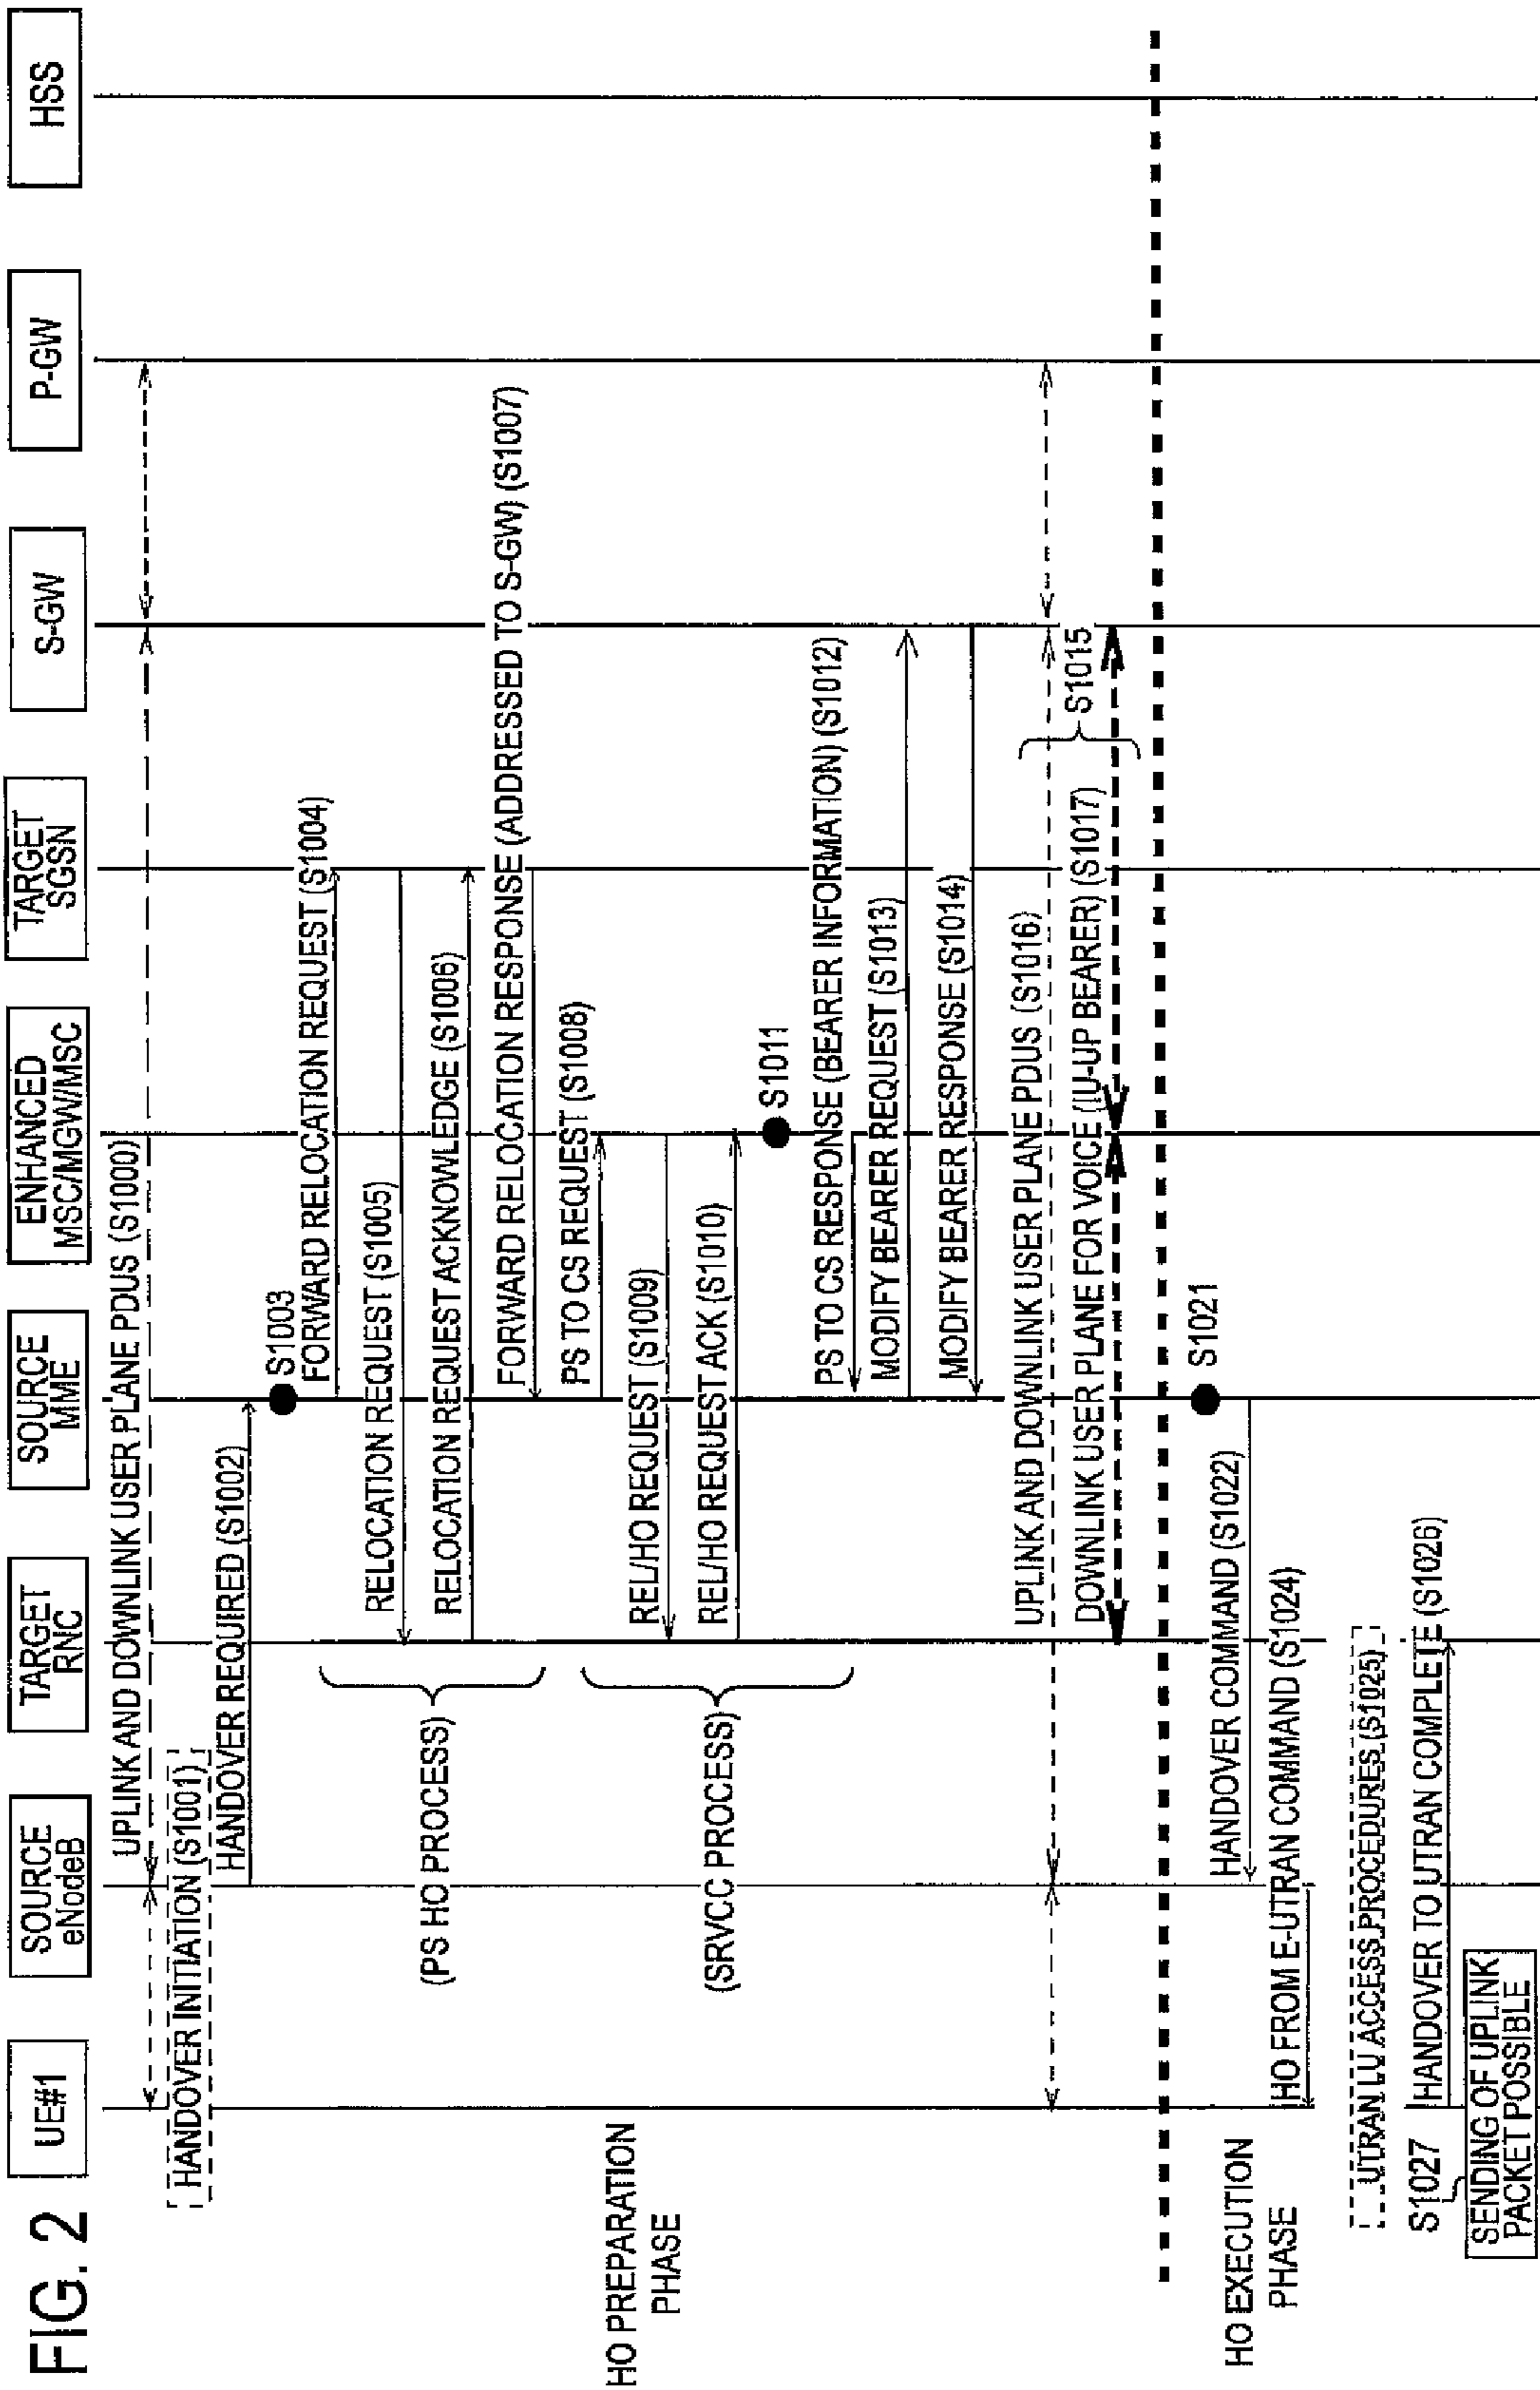 FIG. 2
UE#1
SOURCE
eNodeB
TARGET
RNC
SOURCE
MME
ENHANCED
MSC/MGW/MSC
TARGET
SGSN
S-GW
P-GW
HSS
UPLINK AND DOWNLINK USER PLANE PDUS (S1000)
HANDOVER INITIATION (S1001)
HANDOVER REQUIRED (S1002)
S1003
FORWARD RELOCATION REQUEST (S1004)
RELOCATION REQUEST (S1005)
(PS HO PROCESS)
RELOCATION REQUEST ACKNOWLEDGE (S1006)
FORWARD RELOCATION RESPONSE (ADDRESSED TO S-GW) (S1007)
PS TO CS REQUEST (S1008)
HO PREPARATION
PHASE
REL/HO REQUEST (S1009)
(SRVCC PROCESS)
REL/HO REQUEST ACK (S1010)
S1011
PS TO CS RESPONSE (BEARER INFORMATION) (S1012)
MODIFY BEARER REQUEST (S1013)
MODIFY BEARER RESPONSE (S1014)
UPLINK AND DOWNLINK USER PLANE PDUS (S1016)
S1015
DOWNLINK USER PLANE FOR VOICE (IU-UP BEARER) (S1017)
S1021
HO EXECUTION
PHASE
HANDOVER COMMAND (S1022)
HO FROM E-UTRAN COMMAND (S1024)
UTRAN LU ACCESS PROCEDURES (S1025)
HANDOVER TO UTRAN COMPLETE (S1026)
S1027
SENDING OF UPLINK
PACKET POSSIBLE